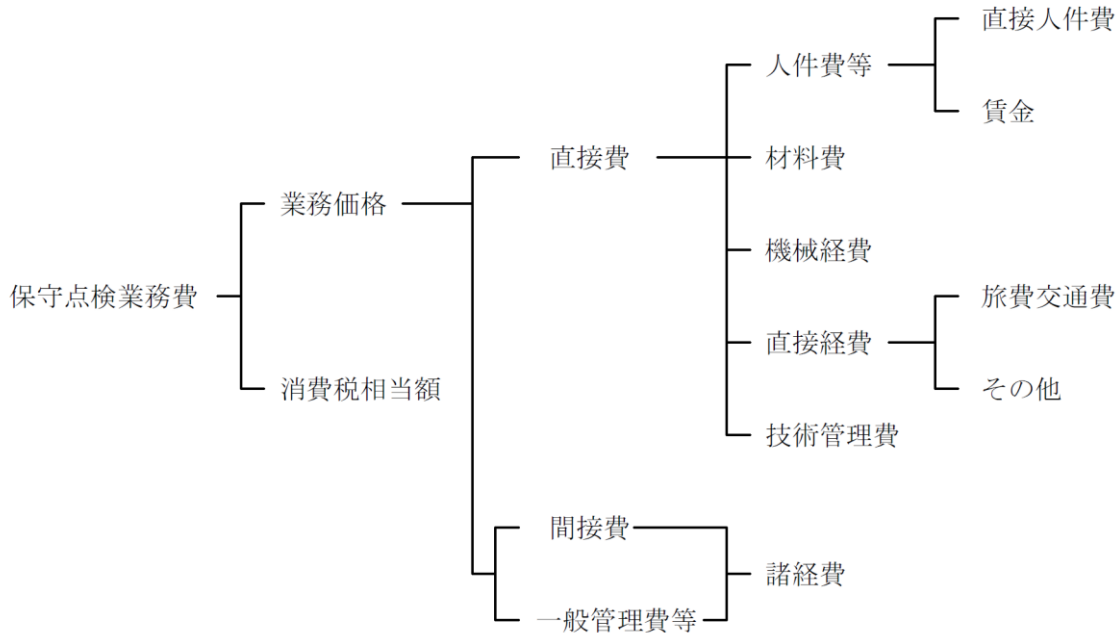 直接人件費
人件費等
賃金
直接費
材料費
業務価格
機械経費
保守点検業務費
旅費交通費
直接経費
消費税相当額
その他
技術管理費
間接費
諸経費
一般管理費等